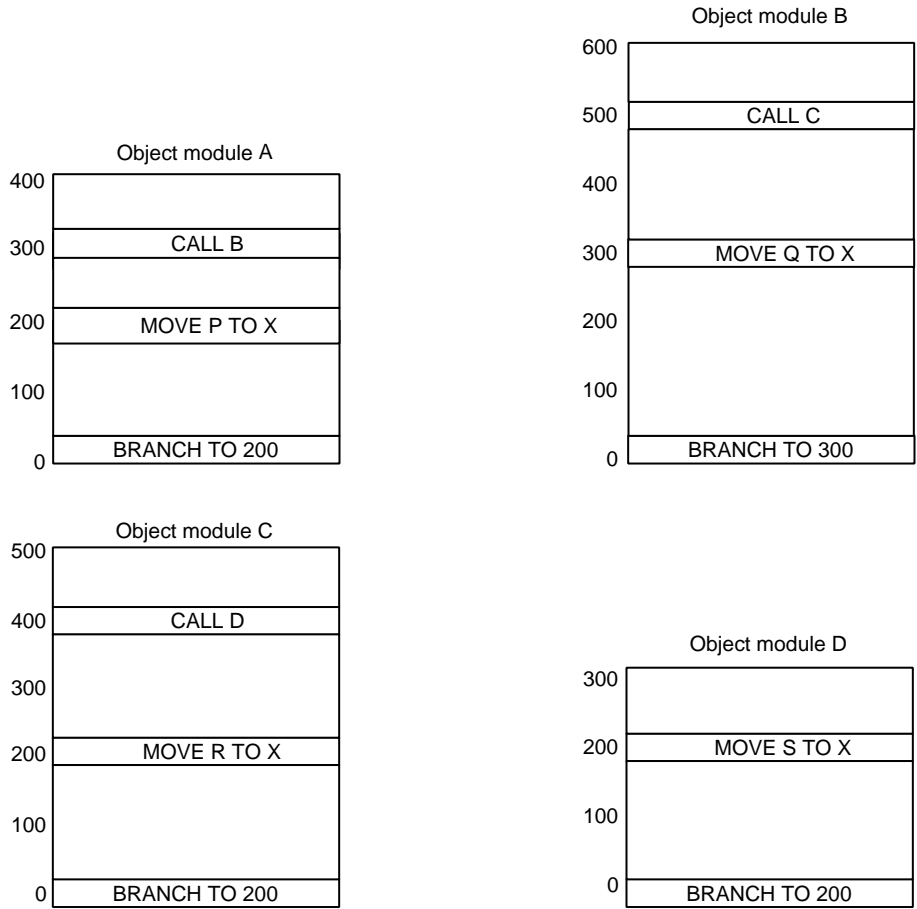 Object module A
400
300
200
100
0
CALL B
MOVE P TO X
BRANCH TO 200
Object module B
600
500
400
300
200
100
0
CALL C
MOVE Q TO X
BRANCH TO 300
Object module C
500
400
300
200
100
0
CALL D
MOVE R TO X
BRANCH TO 200
Object module D
300
200
100
0
MOVE S TO X
BRANCH TO 200